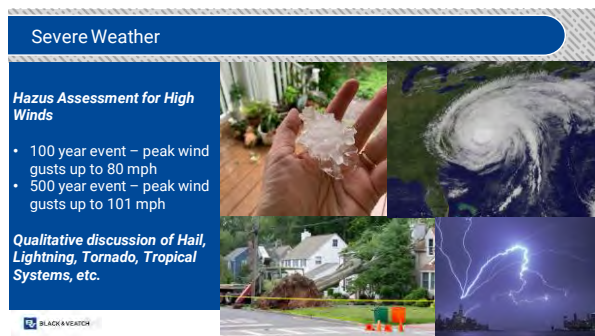 Severe Weather
Hazus Assessment for High
Winds
• 100 year event – peak wind
gusts up to 80 mph
• 500 year event – peak wind
gusts up to 101 mph
Qualitative discussion of Hail,
Lightning, Tornado, Tropical
Systems, etc.
BLACK & VEATCH